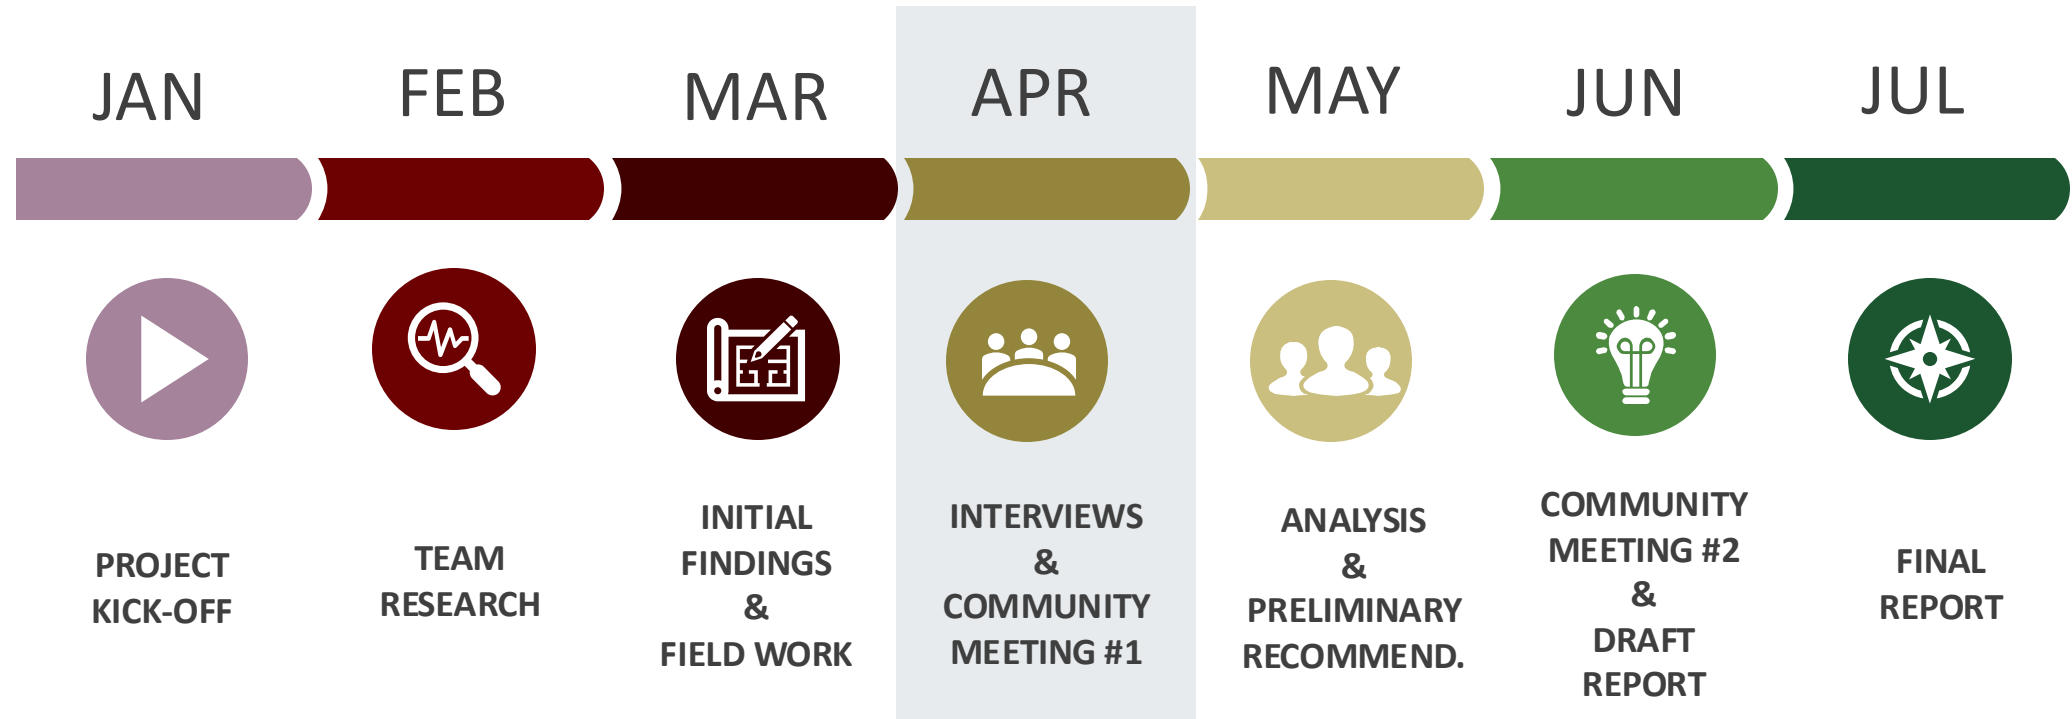 JAN
FEB
MAR
APR
MAY
JUN
JUL
PROJECT
KICK-OFF
TEAM
RESEARCH
INITIAL
FINDINGS
&
FIELD WORK
INTERVIEWS
&
COMMUNITY
MEETING #1
ANALYSIS
&
PRELIMINARY
RECOMMEND.
COMMUNITY
MEETING #2
&
DRAFT
REPORT
FINAL
REPORT